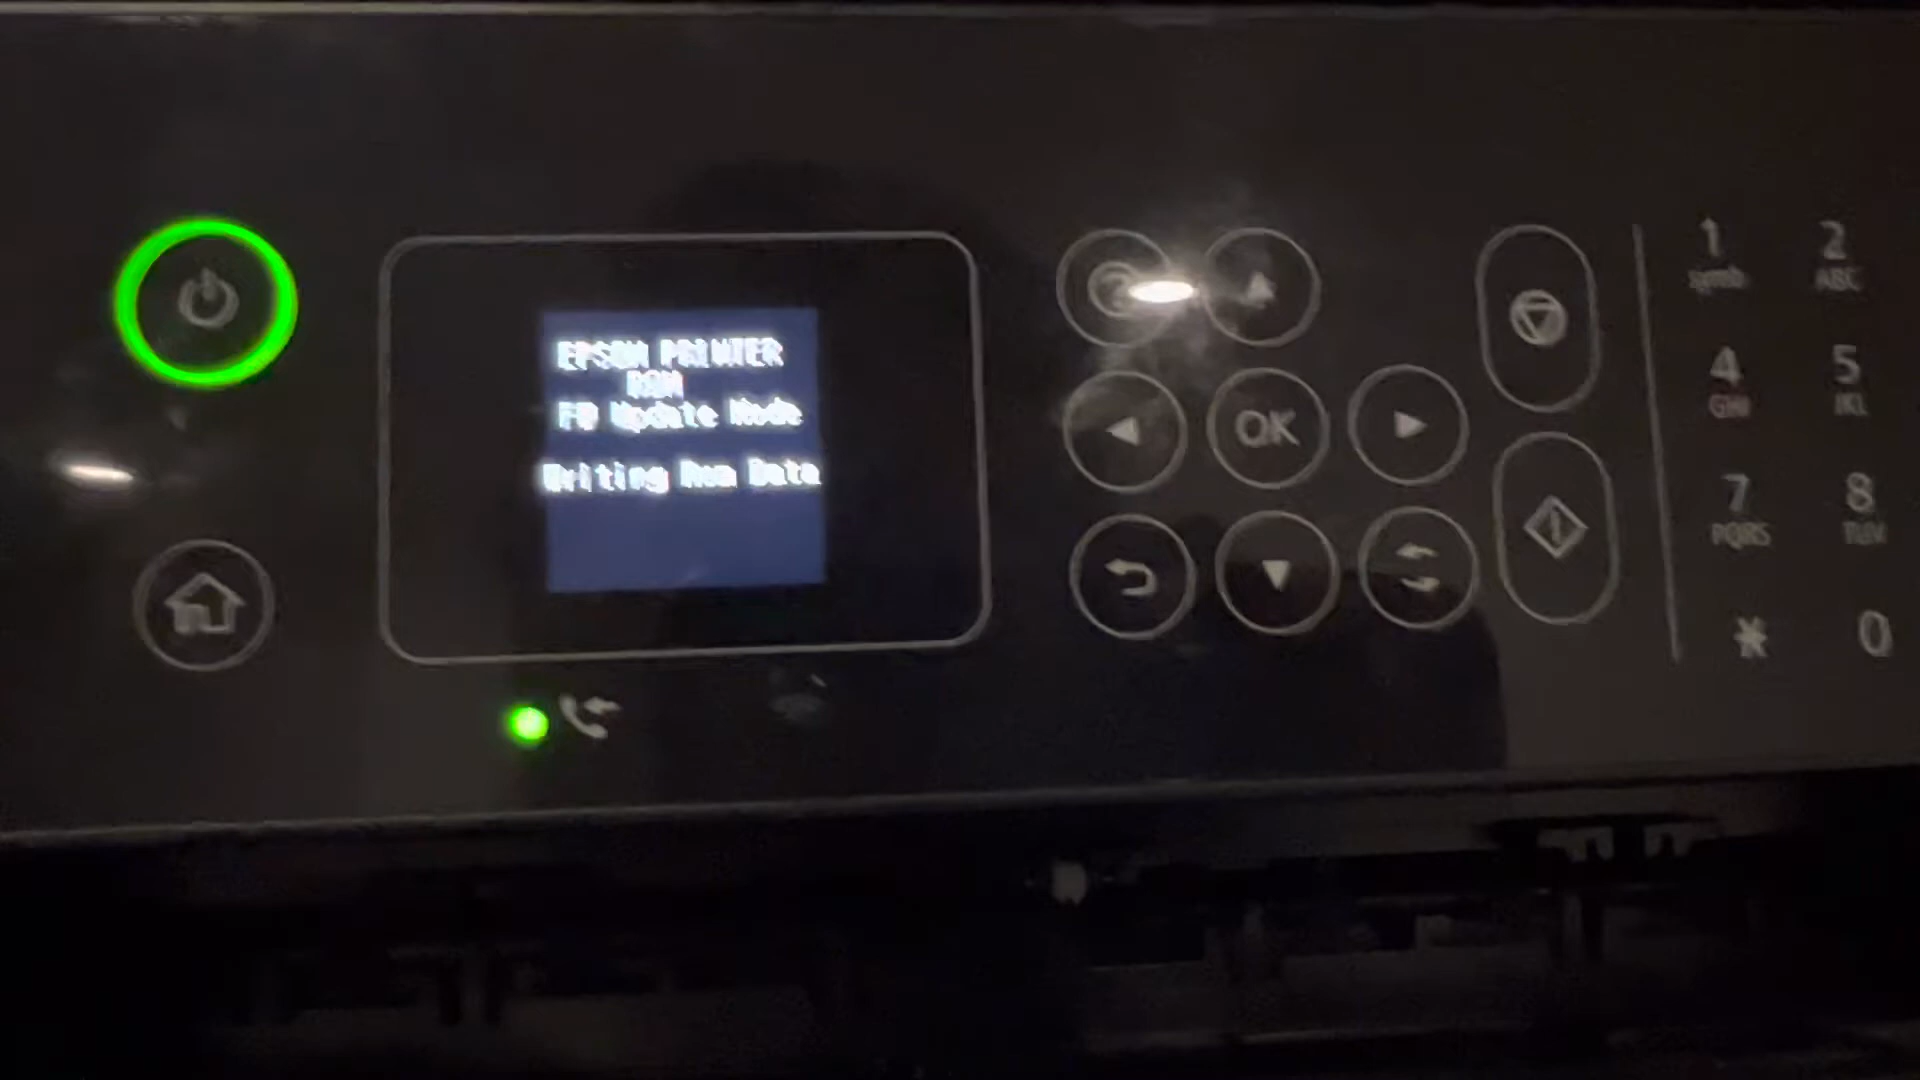 EPSON PRINTER
ROM
FW Update Mode
Writing Rom Data
OK
1
symb
2
ABC
4
GHI
5
JKL
7
PQRS
8
TUV
*
0